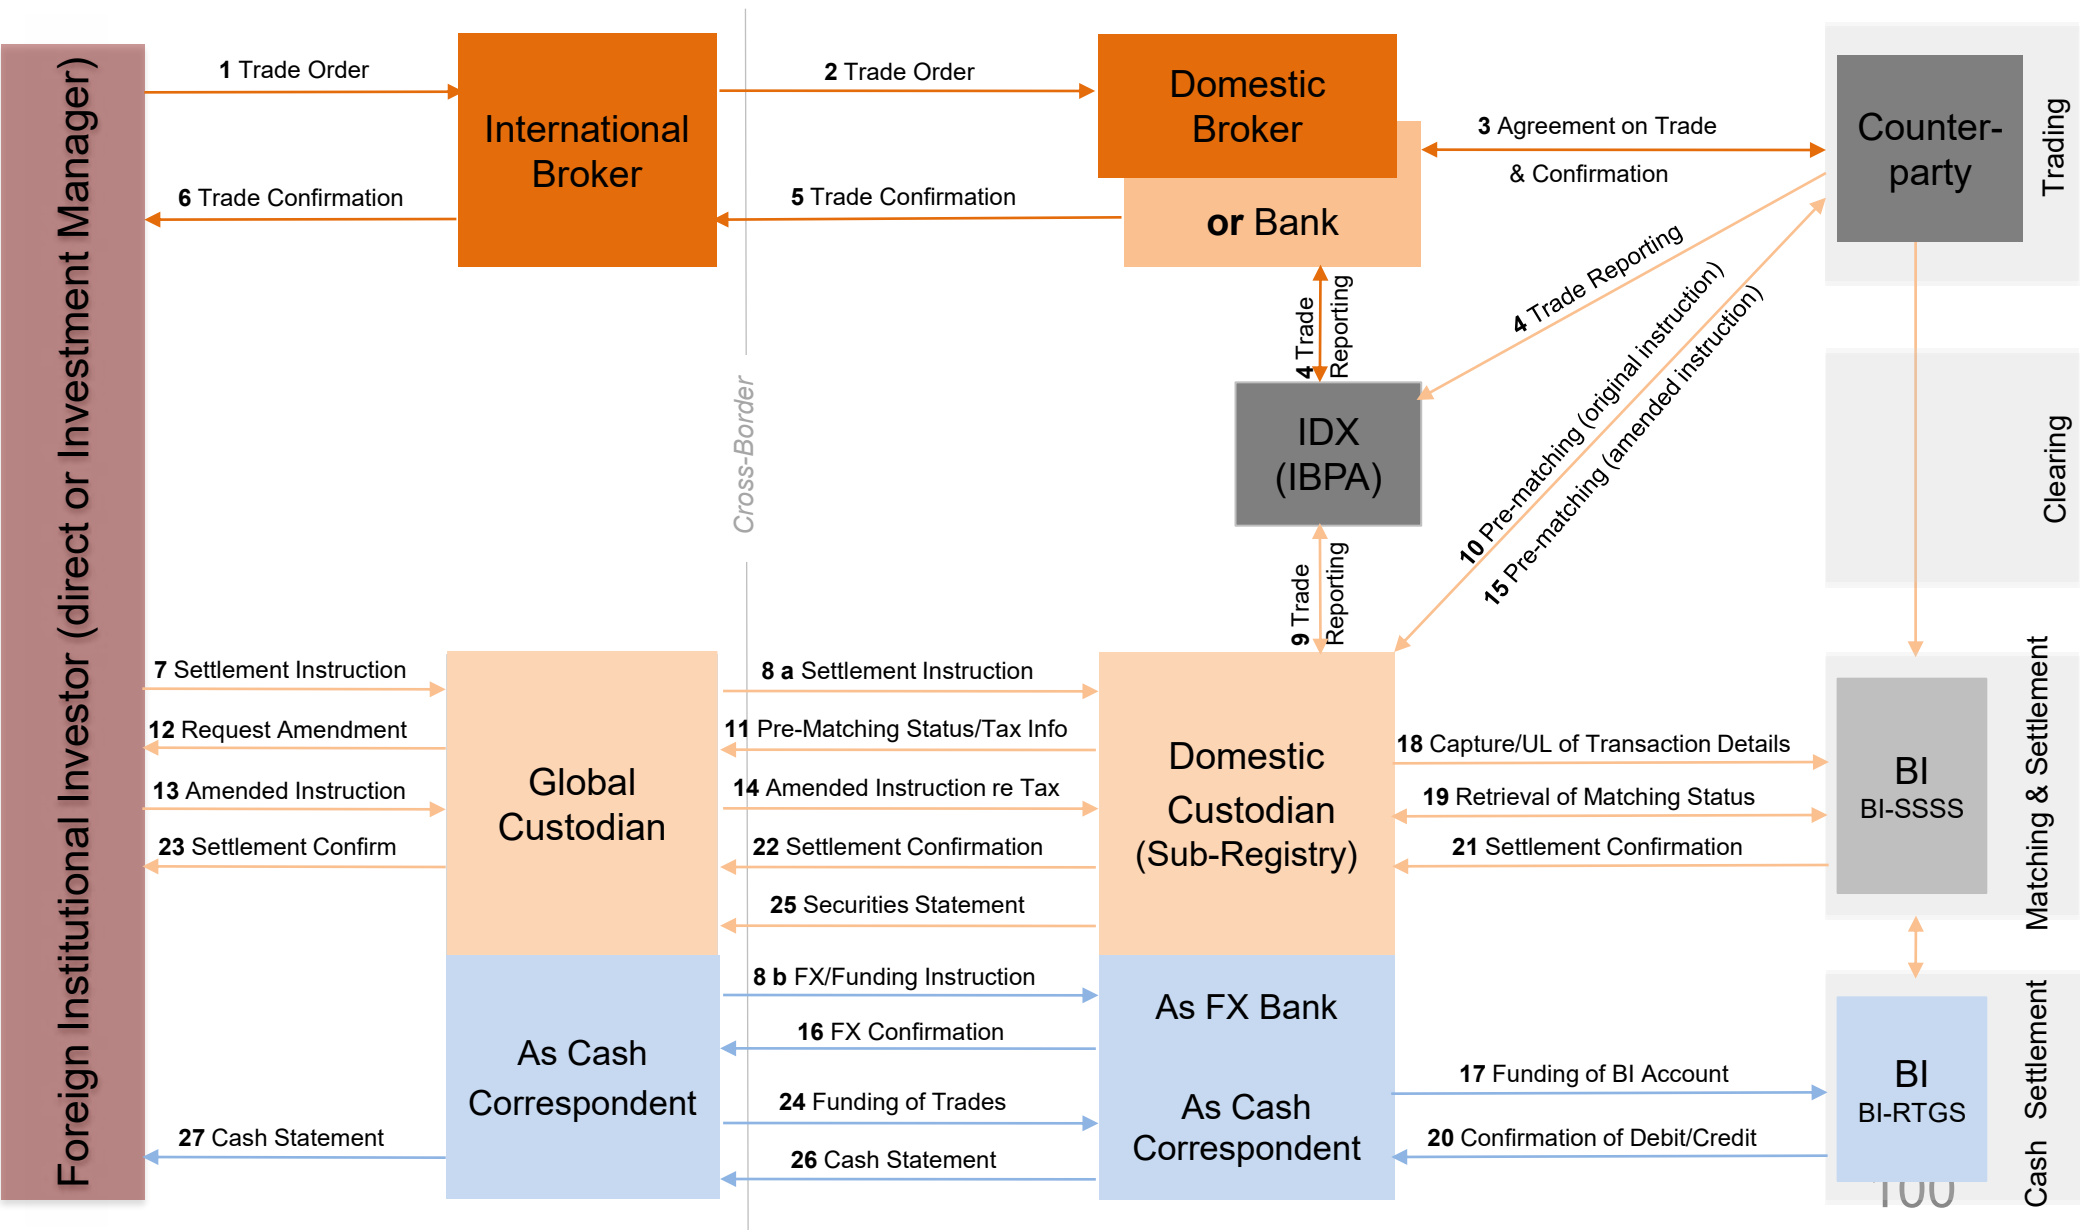 Foreign Institutional Investor (direct or Investment Manager)
1 Trade Order
International
Broker
2 Trade Order
Domestic
Broker
or Bank
3 Agreement on Trade
& Confirmation
Counter-
party
Trading
6 Trade Confirmation
5 Trade Confirmation
4 Trade
Reporting
4 Trade Reporting
Cross-Border
IDX
(IBPA)
10 Pre-matching (original instruction)
15 Pre-matching (amended instruction)
Clearing
9 Trade
Reporting
7 Settlement Instruction
12 Request Amendment
13 Amended Instruction
23 Settlement Confirm
Global
Custodian
8 a Settlement Instruction
11 Pre-Matching Status/Tax Info
14 Amended Instruction re Tax
22 Settlement Confirmation
25 Securities Statement
Domestic
Custodian
(Sub-Registry)
18 Capture/UL of Transaction Details
19 Retrieval of Matching Status
21 Settlement Confirmation
BI
BI-SSSS
Matching & Settlement
8 b FX/Funding Instruction
16 FX Confirmation
24 Funding of Trades
26 Cash Statement
27 Cash Statement
As Cash
Correspondent
As FX Bank
As Cash
Correspondent
17 Funding of BI Account
20 Confirmation of Debit/Credit
BI
BI-RTGS
Cash Settlement
100